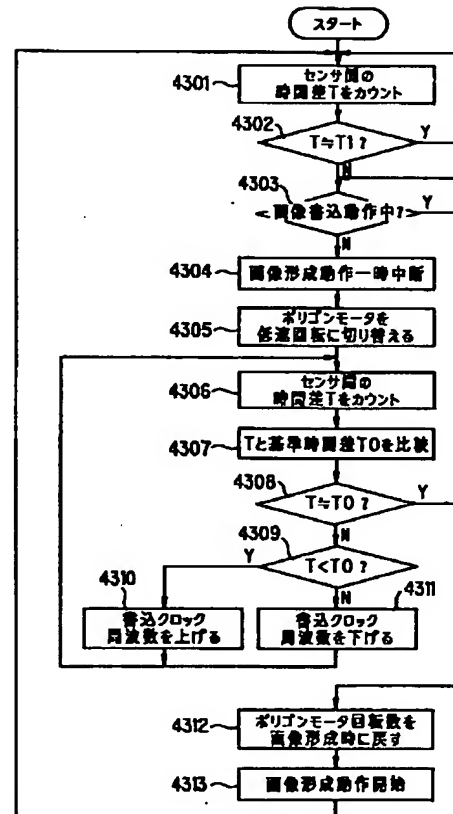 スタート
4301
センサ間の
時間差Tをカウント
4302
T≒T1?
Y
N
4303
画像書込動作中?
Y
N
4304
画像形成動作一時中断
4305
ポリゴンモータを
低速回転に切り替える
4306
センサ間の
時間差Tをカウント
4307
Tと基準時間差T0を比較
4308
T≒T0?
Y
N
4309
T<T0?
Y
N
4310
書込クロック
周波数を上げる
4311
書込クロック
周波数を下げる
4312
ポリゴンモータ回転数を
画像形成時に戻す
4313
画像形成動作開始